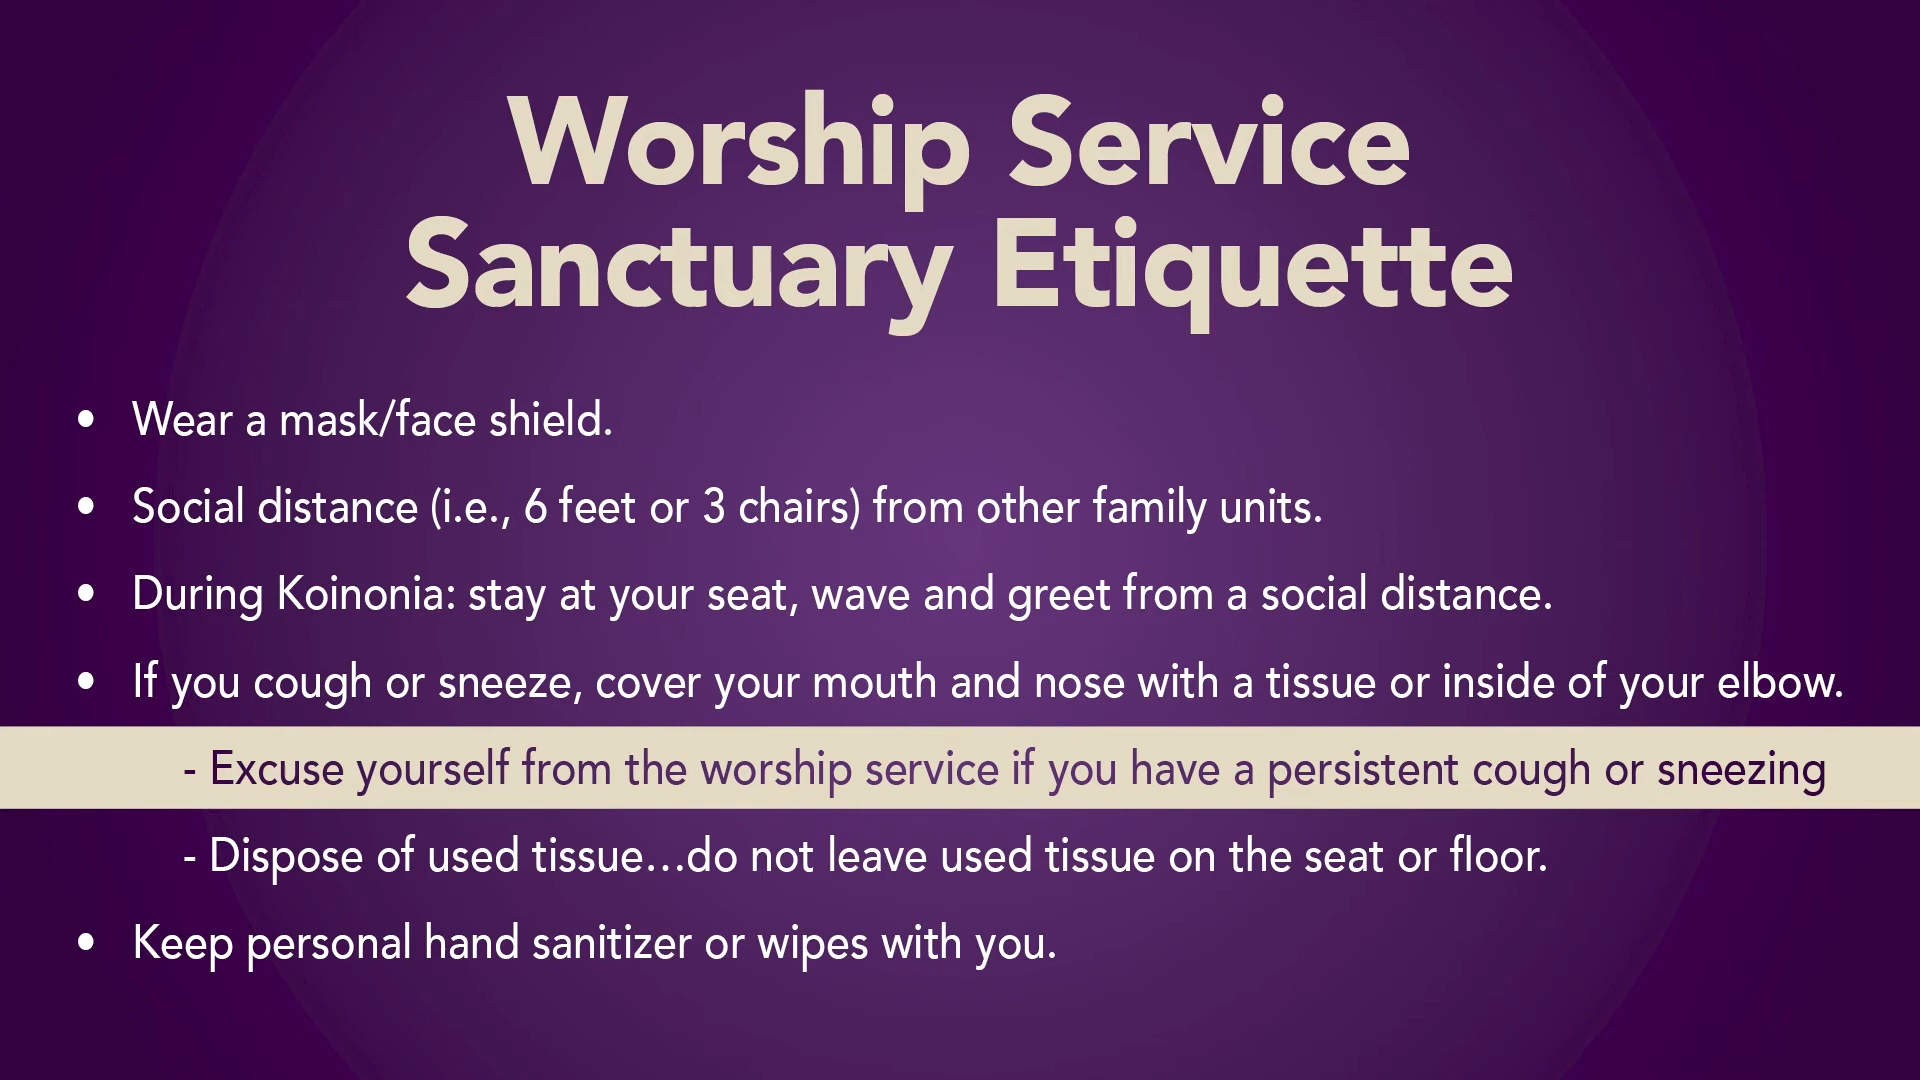 Worship Service
Sanctuary Etiquette
• Wear a mask/face shield.
• Social distance (i.e., 6 feet or 3 chairs) from other family units.
• During Koinonia: stay at your seat, wave and greet from a social distance.
• If you cough or sneeze, cover your mouth and nose with a tissue or inside of your elbow.
- Excuse yourself from the worship service if you have a persistent cough or sneezing
- Dispose of used tissue…do not leave used tissue on the seat or floor.
• Keep personal hand sanitizer or wipes with you.